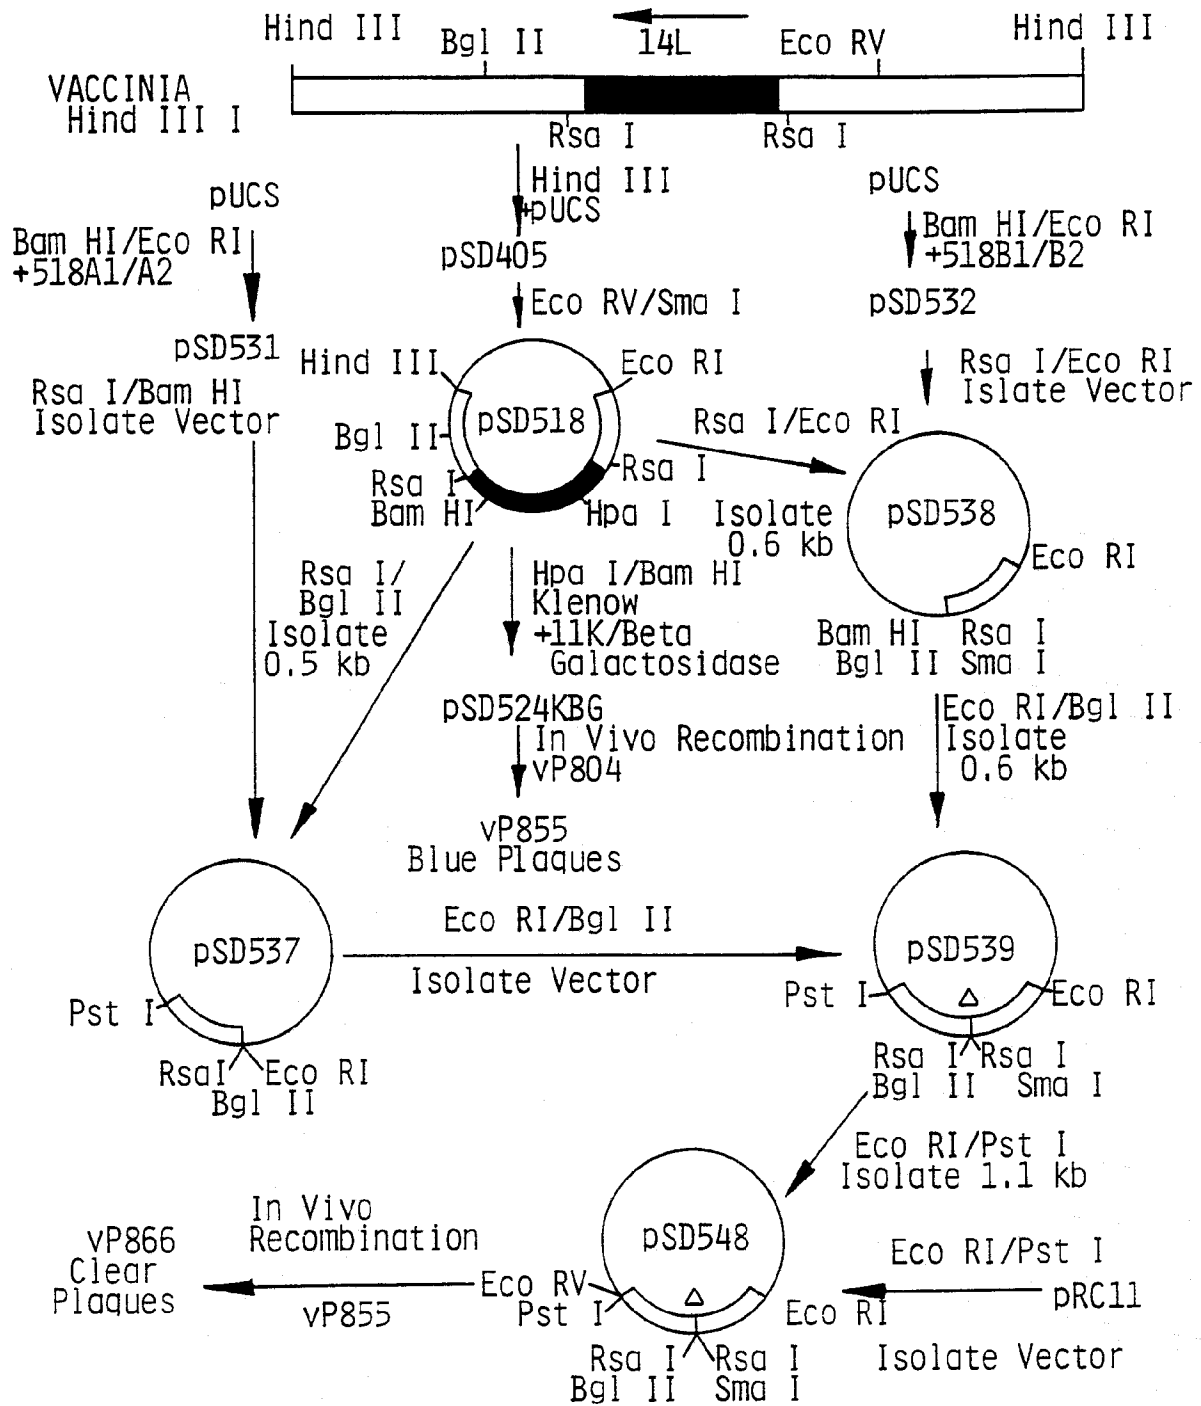 Hind III
Bgl II
14L
Eco RV
Hind III
VACCINIA
Hind III I
Rsa I
Rsa I
pUCS
Hind III
+pUCS
pUCS
Bam HI/Eco RI
+518A1/A2
pSD405
Bam HI/Eco RI
+518B1/B2
Eco RV/Sma I
pSD532
pSD531
Hind III
Eco RI
Rsa I/Eco RI
Islate Vector
Rsa I/Bam HI
Isolate Vector
pSD518
Bgl II
Rsa I/Eco RI
Rsa I
Rsa I
Bam HI
Hpa I
Isolate
0.6 kb
pSD538
Eco RI
Rsa I/
Bgl II
Isolate
0.5 kb
Hpa I/Bam HI
Klenow
+11K/Beta
Galactosidase
Bam HI Rsa I
Bgl II Sma I
pSD524KBG
In Vivo Recombination
vP804
Eco RI/Bgl II
Isolate
0.6 kb
vP855
Blue Plaques
pSD537
Eco RI/Bgl II
Isolate Vector
pSD539
Pst I
RsaI
Eco RI
Bgl II
Pst I
Δ
Eco RI
Rsa I
Rsa I
Bgl II
Sma I
Eco RI/Pst I
Isolate 1.1 kb
In Vivo
Recombination
vP866
Clear
Plaques
vP855
pSD548
Eco RV
Pst I
Δ
Eco RI
Rsa I
Rsa I
Bgl II
Sma I
Eco RI/Pst I
pRC11
Isolate Vector